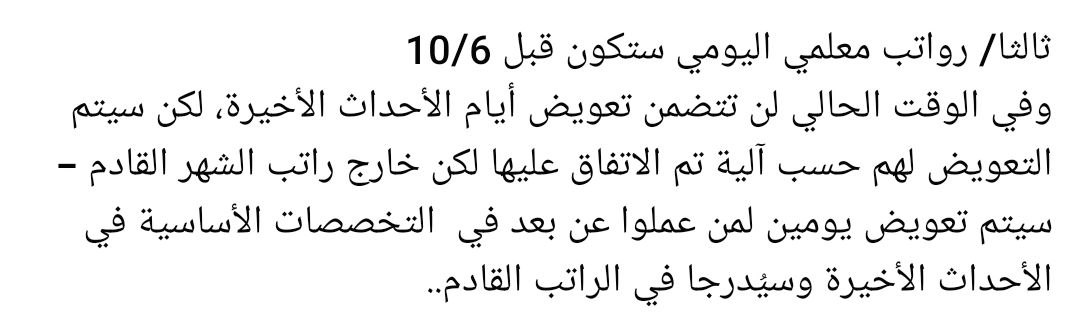 ثالثا/ رواتب معلمي اليومي ستكون قبل 10/6
وفي الوقت الحالي لن تتضمن تعويض أيام الأحداث الأخيرة، لكن سيتم
التعويض لهم حسب آلية تم الاتفاق عليها لكن خارج راتب الشهر القادم –
سيتم تعويض يومين لمن عملوا عن بعد في التخصصات الأساسية في
الأحداث الأخيرة وسيُدرجا في الراتب القادم..